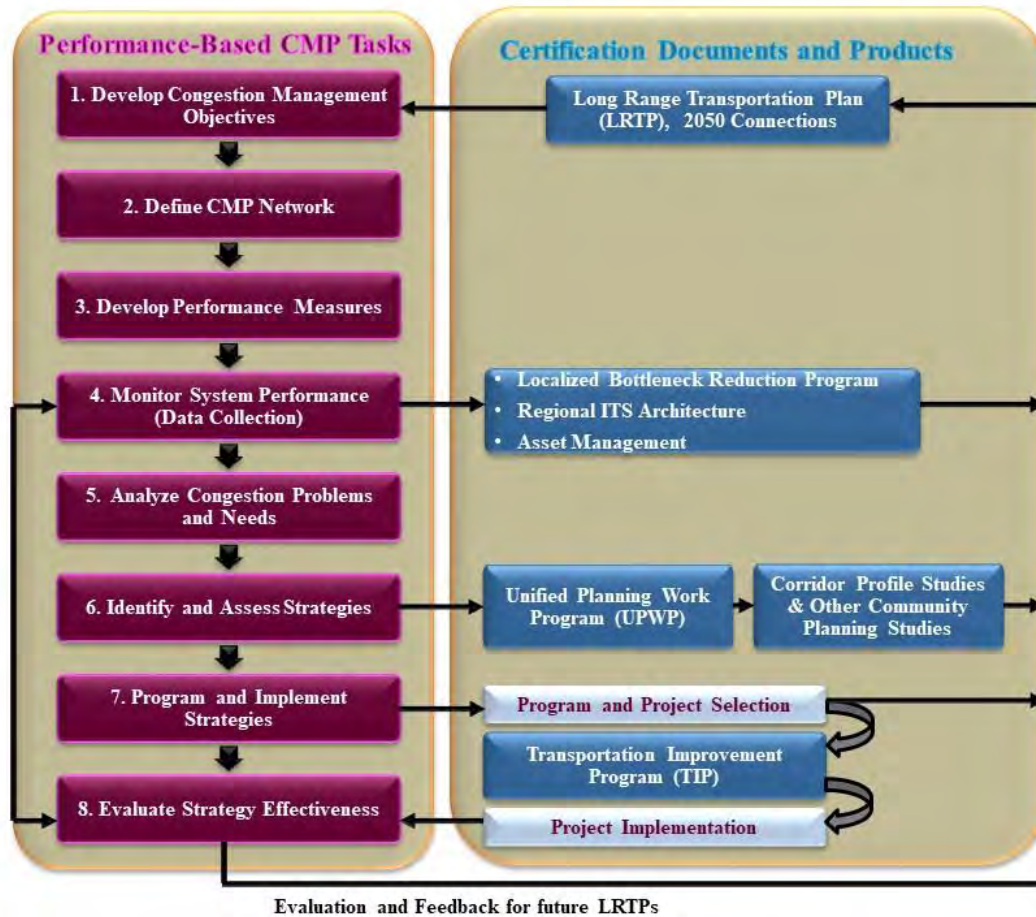 Performance-Based CMP Tasks
1. Develop Congestion Management
Objectives
2. Define CMP Network
3. Develop Performance Measures
4. Monitor System Performance
(Data Collection)
5. Analyze Congestion Problems
and Needs
6. Identify and Assess Strategies
7. Program and Implement
Strategies
8. Evaluate Strategy Effectiveness
Certification Documents and Products
Long Range Transportation Plan
(LRTP), 2050 Connections
• Localized Bottleneck Reduction Program
• Regional ITS Architecture
• Asset Management
Unified Planning Work
Program (UPWP)
Corridor Profile Studies
& Other Community
Planning Studies
Program and Project Selection
Transportation Improvement
Program (TIP)
Project Implementation
Evaluation and Feedback for future LRTPs